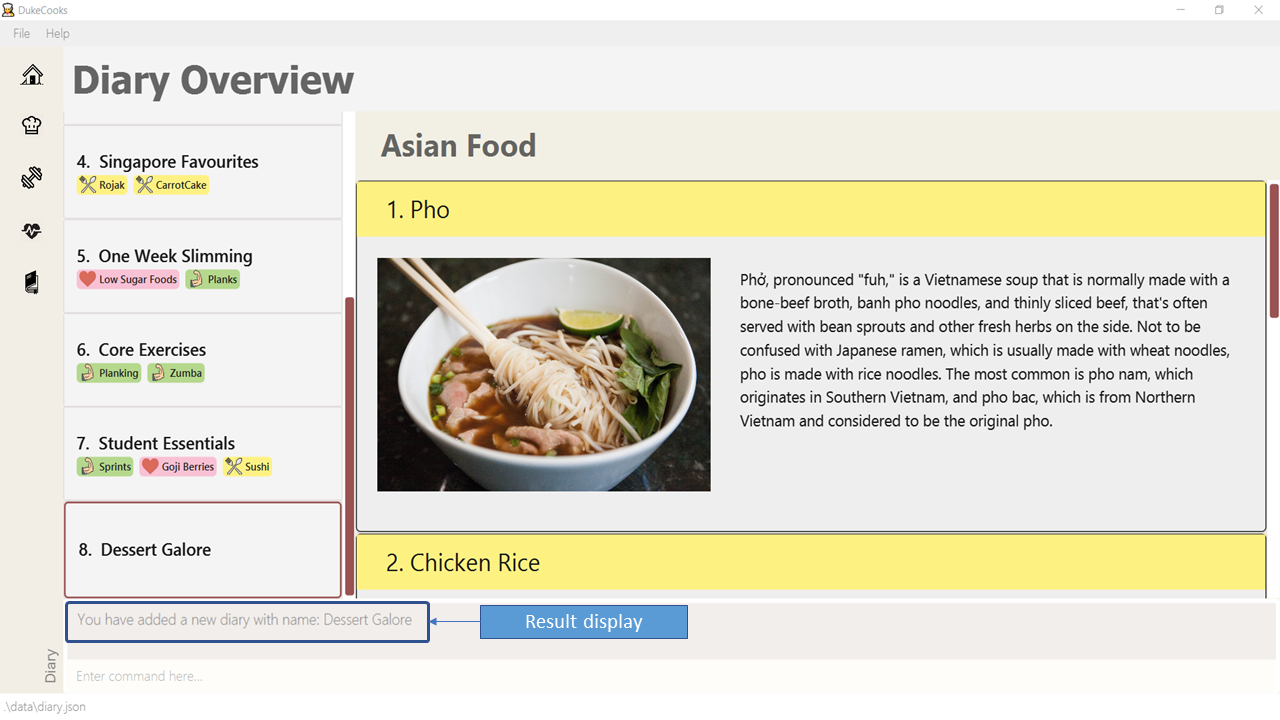 DukeCooks
File Help
Diary Overview
4. Singapore Favourites
Rojak CarrotCake
5. One Week Slimming
Low Sugar Foods Planks
6. Core Exercises
Planking Zumba
7. Student Essentials
Sprints Goji Berries Sushi
8. Dessert Galore
Asian Food
1. Pho
Phở, pronounced "fuh," is a Vietnamese soup that is normally made with a
bone-beef broth, banh pho noodles, and thinly sliced beef, that's often
served with bean sprouts and other fresh herbs on the side. Not to be
confused with Japanese ramen, which is usually made with wheat noodles,
pho is made with rice noodles. The most common is pho nam, which
originates in Southern Vietnam, and pho bac, which is from Northern
Vietnam and considered to be the original pho.
2. Chicken Rice
You have added a new diary with name: Dessert Galore
Result display
Diary
Enter command here...
.\data\diary.json